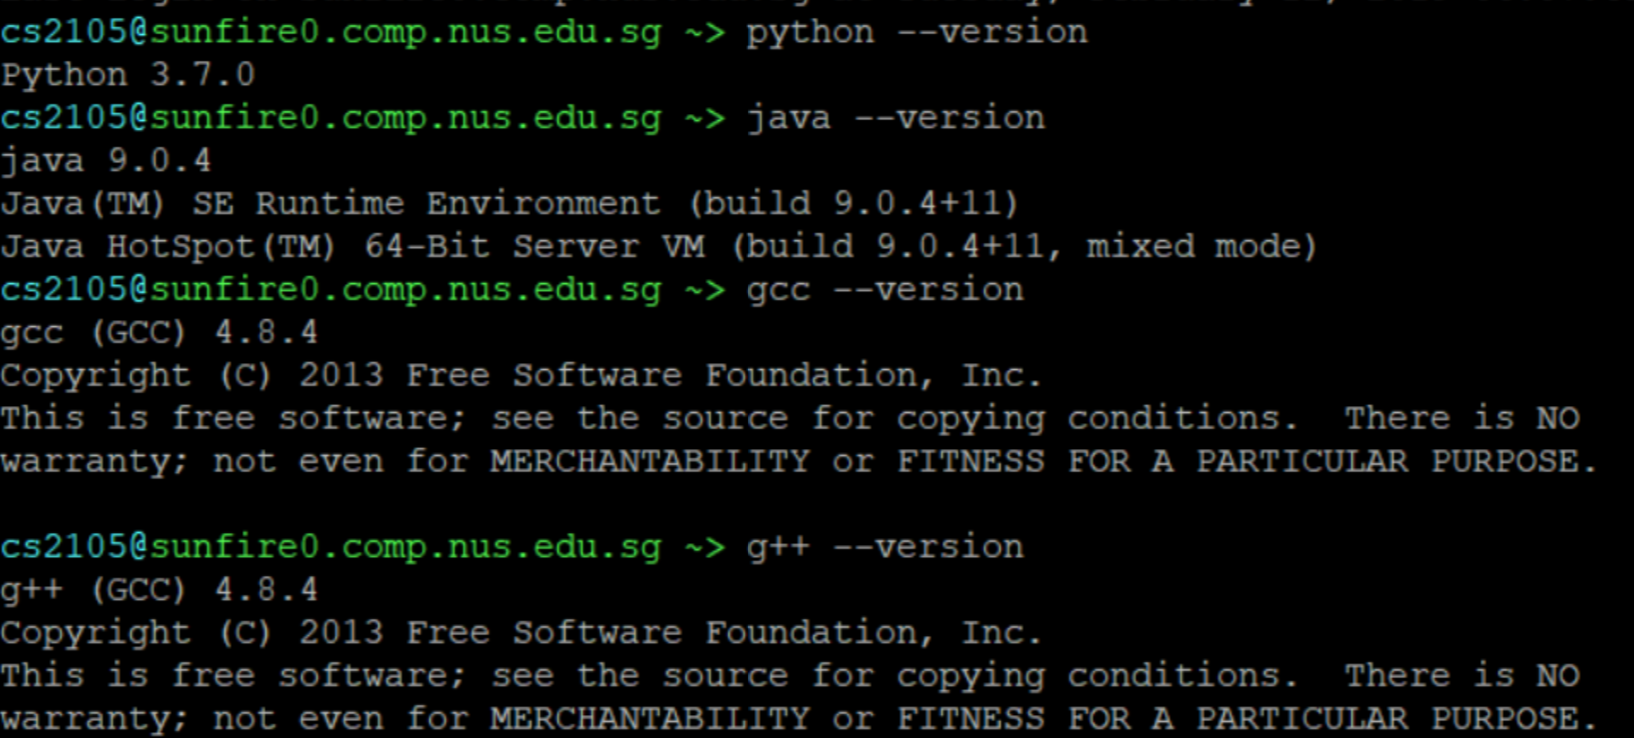 cs2105@sunfire0.comp.nus.edu.sg ~> python --version
Python 3.7.0
cs2105@sunfire0.comp.nus.edu.sg ~> java --version
java 9.0.4
Java(TM) SE Runtime Environment (build 9.0.4+11)
Java HotSpot(TM) 64-Bit Server VM (build 9.0.4+11, mixed mode)
cs2105@sunfire0.comp.nus.edu.sg ~> gcc --version
gcc (GCC) 4.8.4
Copyright (C) 2013 Free Software Foundation, Inc.
This is free software; see the source for copying conditions.  There is NO
warranty; not even for MERCHANTABILITY or FITNESS FOR A PARTICULAR PURPOSE.
cs2105@sunfire0.comp.nus.edu.sg ~> g++ --version
g++ (GCC) 4.8.4
Copyright (C) 2013 Free Software Foundation, Inc.
This is free software; see the source for copying conditions.  There is NO
warranty; not even for MERCHANTABILITY or FITNESS FOR A PARTICULAR PURPOSE.